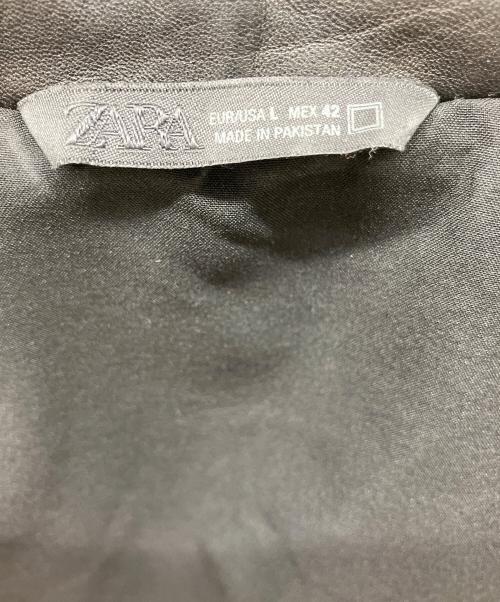 ZARA
EUR/USA L MEX 42
MADE IN PAKISTAN